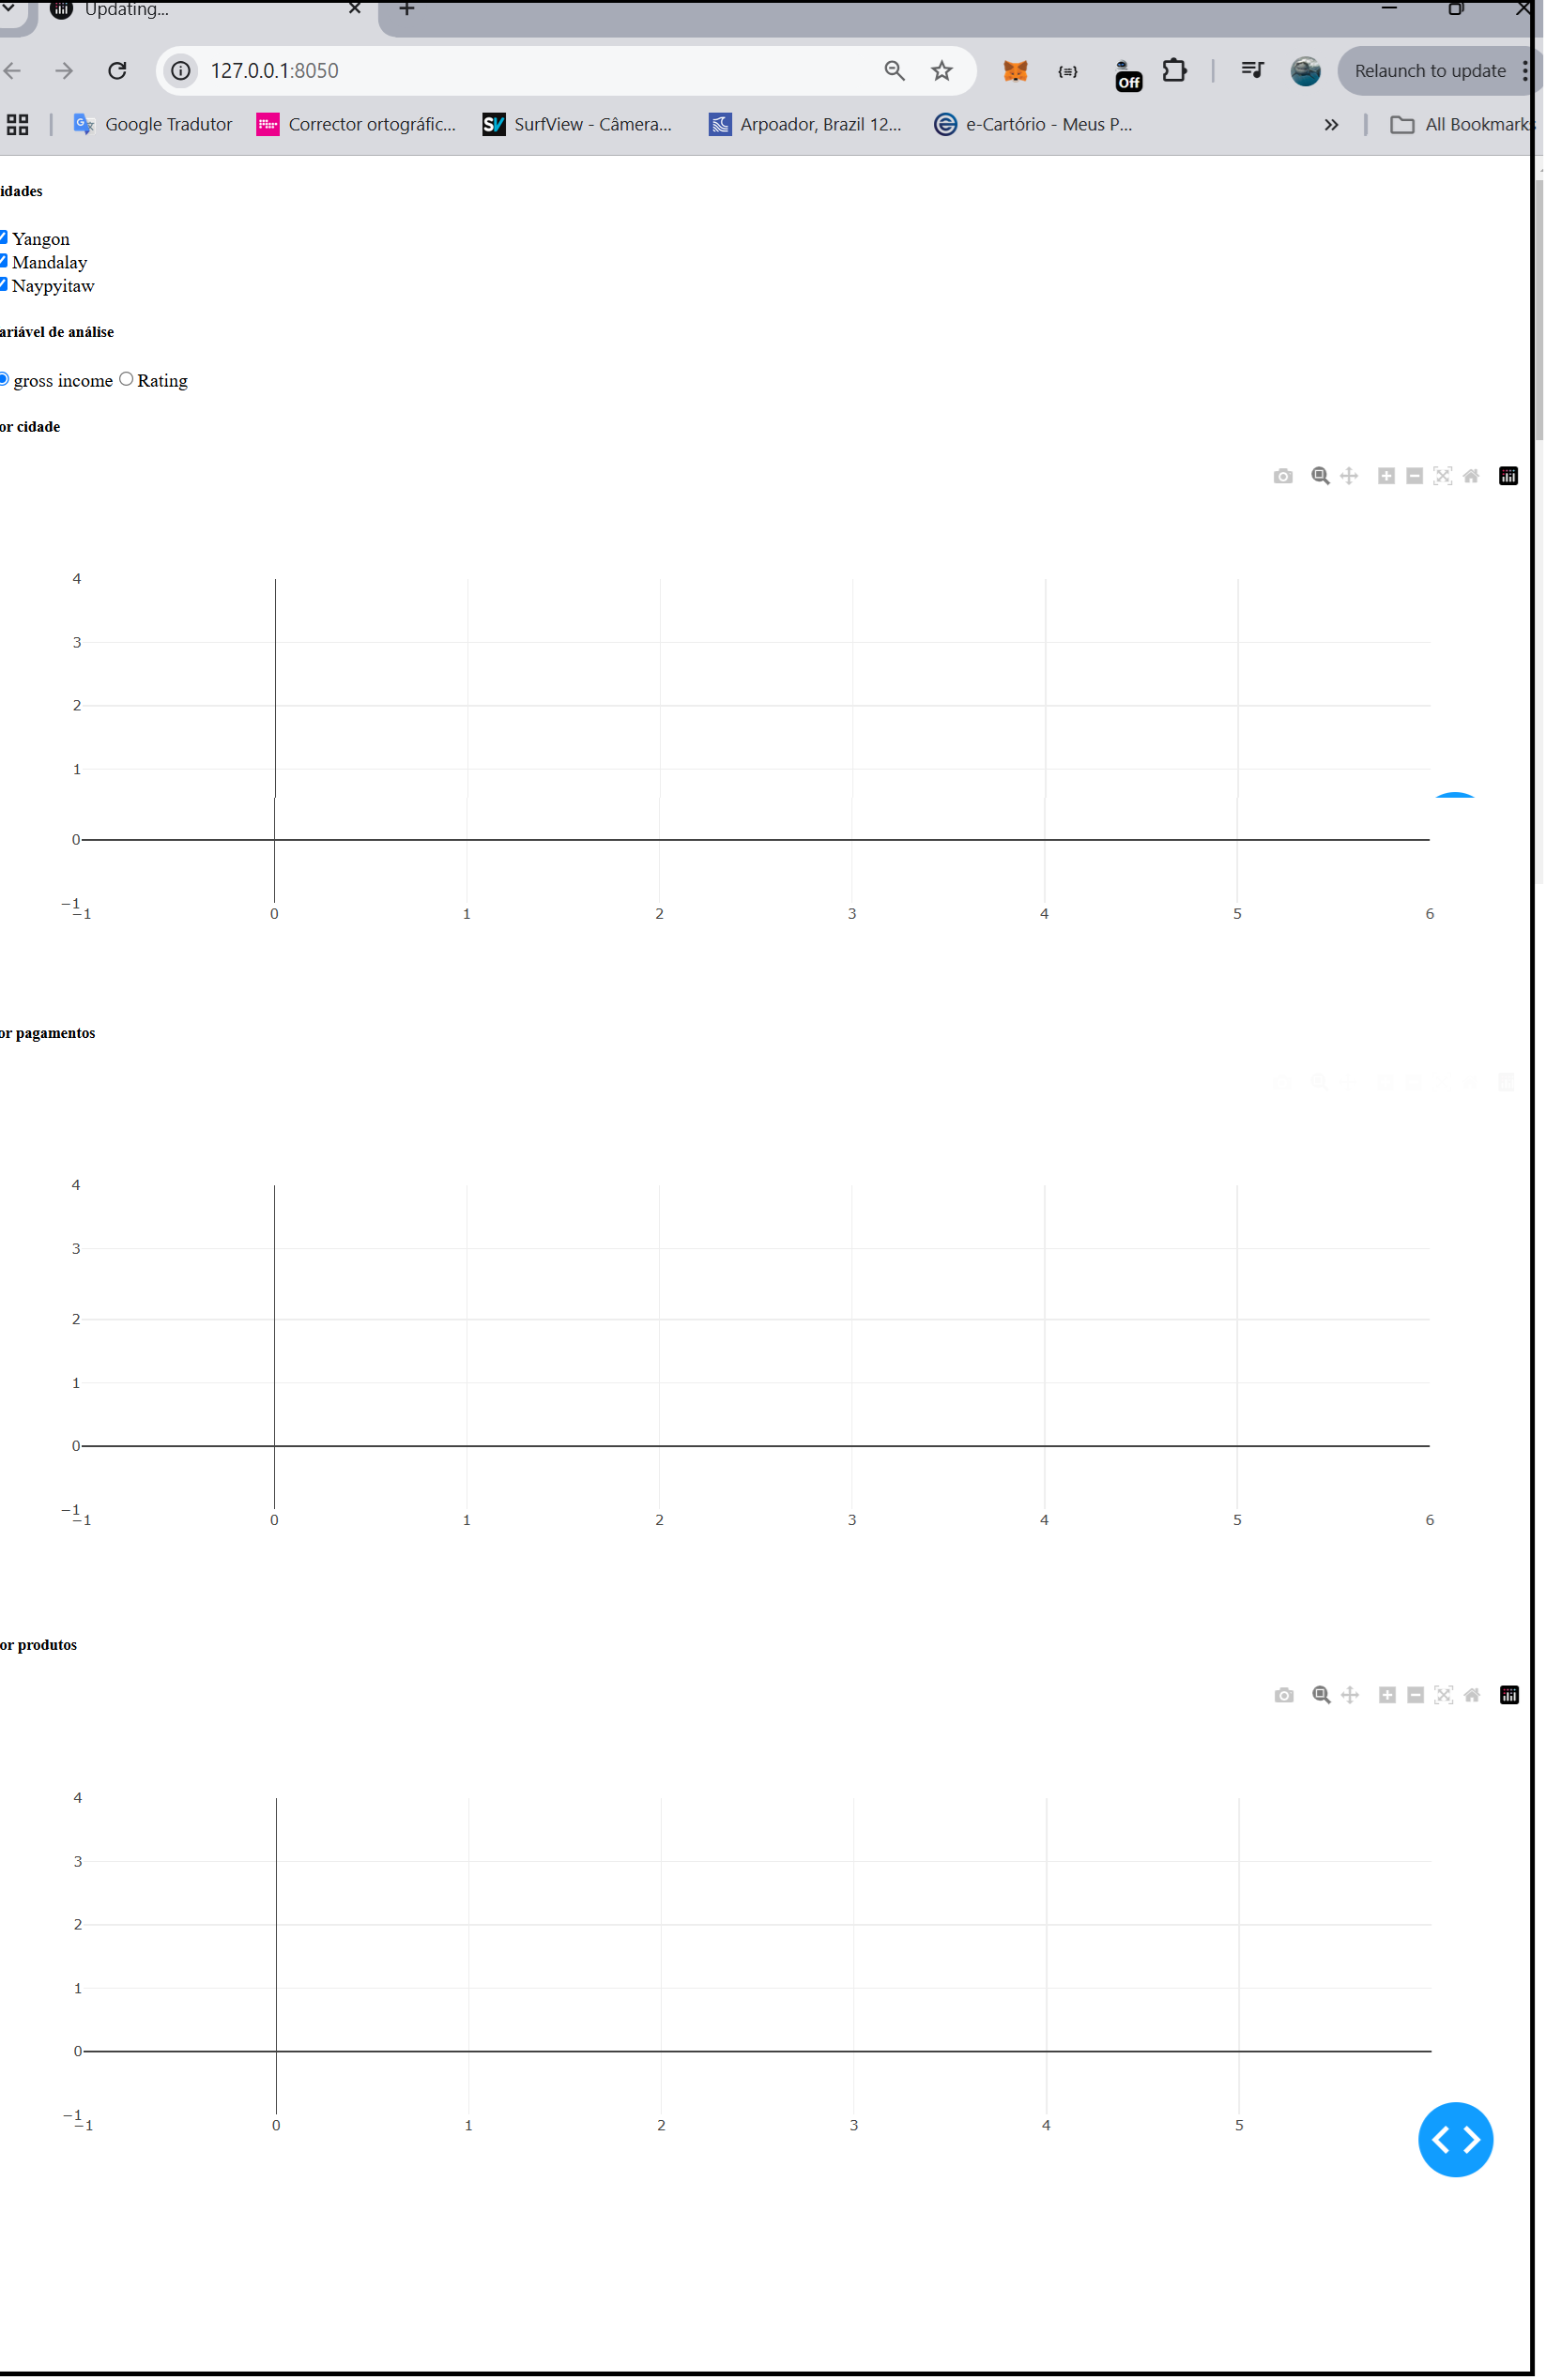 Updating...
127.0.0.1:8050
Off
Relaunch to update
Google Tradutor
Corrector ortográfic...
SV
SurfView - Câmera...
Arpoador, Brazil 12...
e-Cartório - Meus P...
All Bookmarks
idades
Yangon
Mandalay
Naypyitaw
ariável de análise
gross income Rating
or cidade
4
3
2
1
0
−1
−1 0 1 2 3 4 5 6
or pagamentos
4
3
2
1
0
−1
−1 0 1 2 3 4 5 6
or produtos
4
3
2
1
0
−1
−1 0 1 2 3 4 5